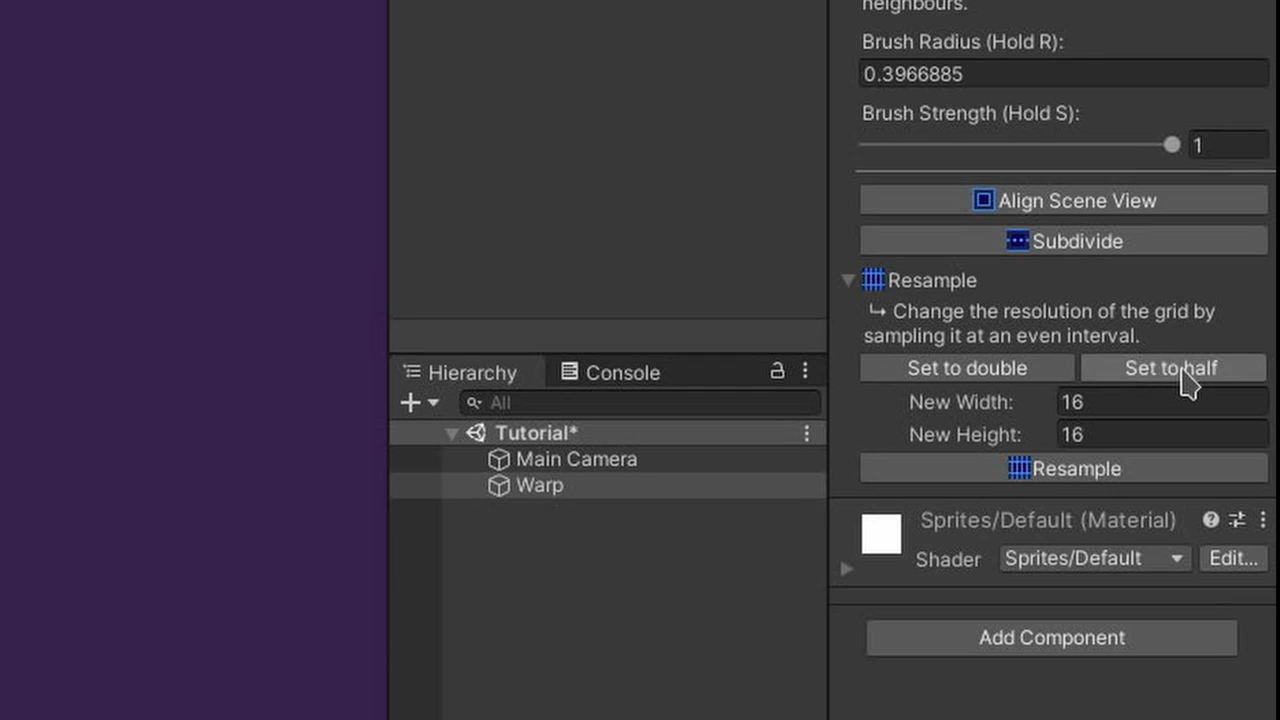 neighbours.
Brush Radius (Hold R):
0.3966885
Brush Strength (Hold S):
1
Align Scene View
Subdivide
Resample
↳ Change the resolution of the grid by
sampling it at an even interval.
Set to double
Set to half
New Width:
16
New Height:
16
Resample
Hierarchy
Console
All
Tutorial*
Main Camera
Warp
Sprites/Default (Material)
Shader
Sprites/Default
Edit...
Add Component